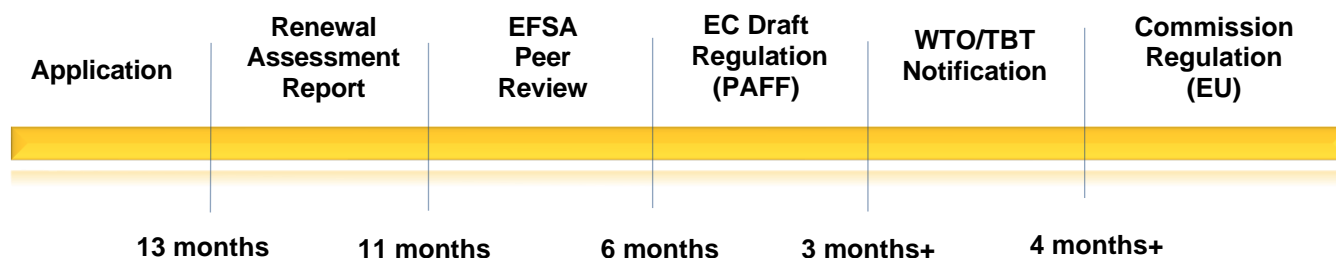 Application
Renewal
Assessment
Report
EFSA
Peer
Review
EC Draft
Regulation
(PAFF)
WTO/TBT
Notification
Commission
Regulation
(EU)
13 months
11 months
6 months
3 months+
4 months+